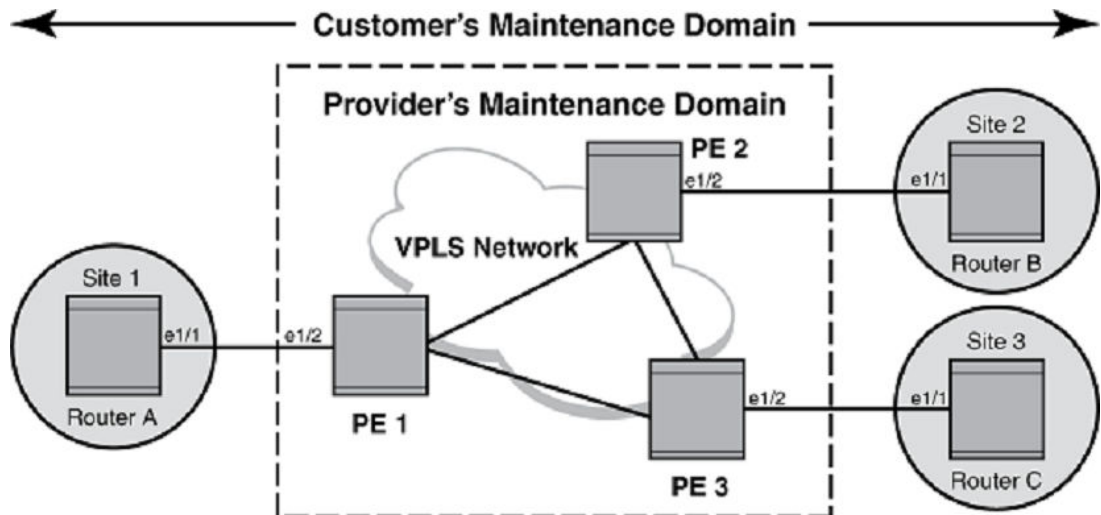 Customer's Maintenance Domain
Provider's Maintenance Domain
PE 2
e1/2
e1/1
Site 2
Router B
VPLS Network
Site 1
e1/1
Router A
e1/2
PE 1
Site 3
e1/2
e1/1
PE 3
Router C